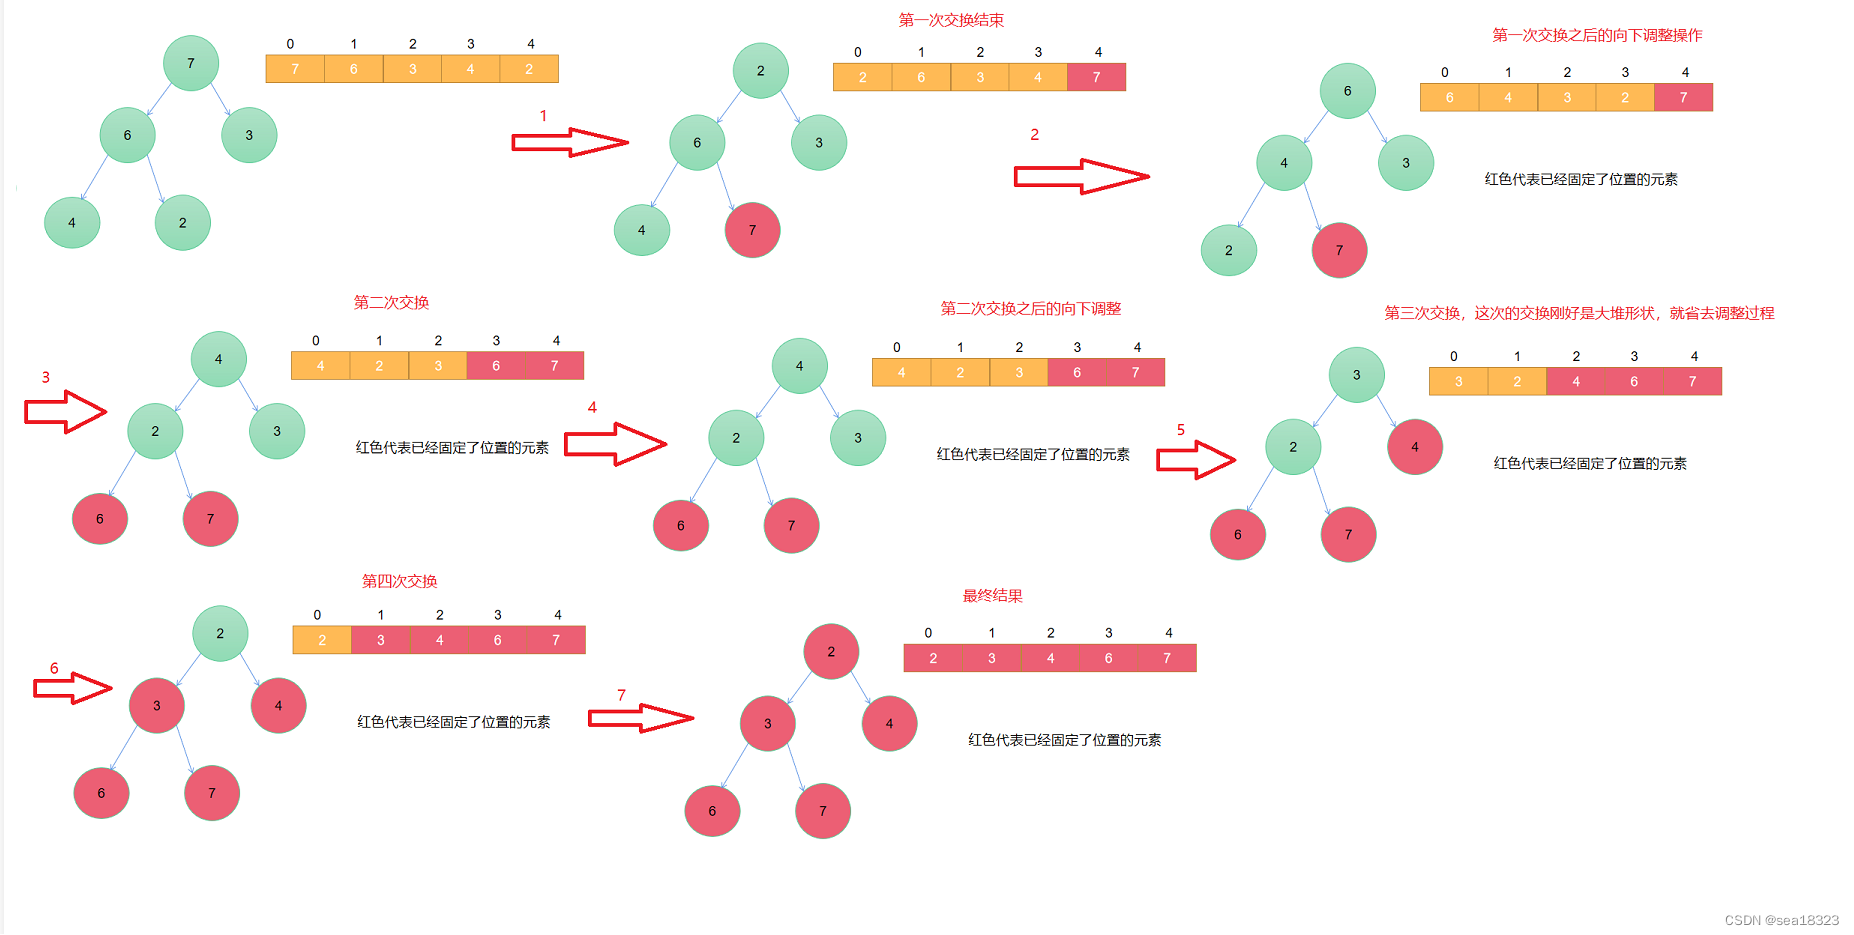 0 1 2 3 4
7 6 3 4 2
7
6 3
4 2
1
第一次交换结束
0 1 2 3 4
2 6 3 4 7
2
6 3
4 7
2
第一次交换之后的向下调整操作
0 1 2 3 4
6 4 3 2 7
6
4 3
红色代表已经固定了位置的元素
2 7
3
第二次交换
0 1 2 3 4
4 2 3 6 7
4
2 3
红色代表已经固定了位置的元素
6 7
4
第二次交换之后的向下调整
0 1 2 3 4
4 2 3 6 7
4
2 3
红色代表已经固定了位置的元素
6 7
5
第三次交换，这次的交换刚好是大堆形状，就省去调整过程
0 1 2 3 4
3 2 4 6 7
3
2 4
红色代表已经固定了位置的元素
6 7
6
第四次交换
0 1 2 3 4
2 3 4 6 7
2
3 4
红色代表已经固定了位置的元素
6 7
7
最终结果
0 1 2 3 4
2 3 4 6 7
2
3 4
红色代表已经固定了位置的元素
6 7
CSDN @sea18323